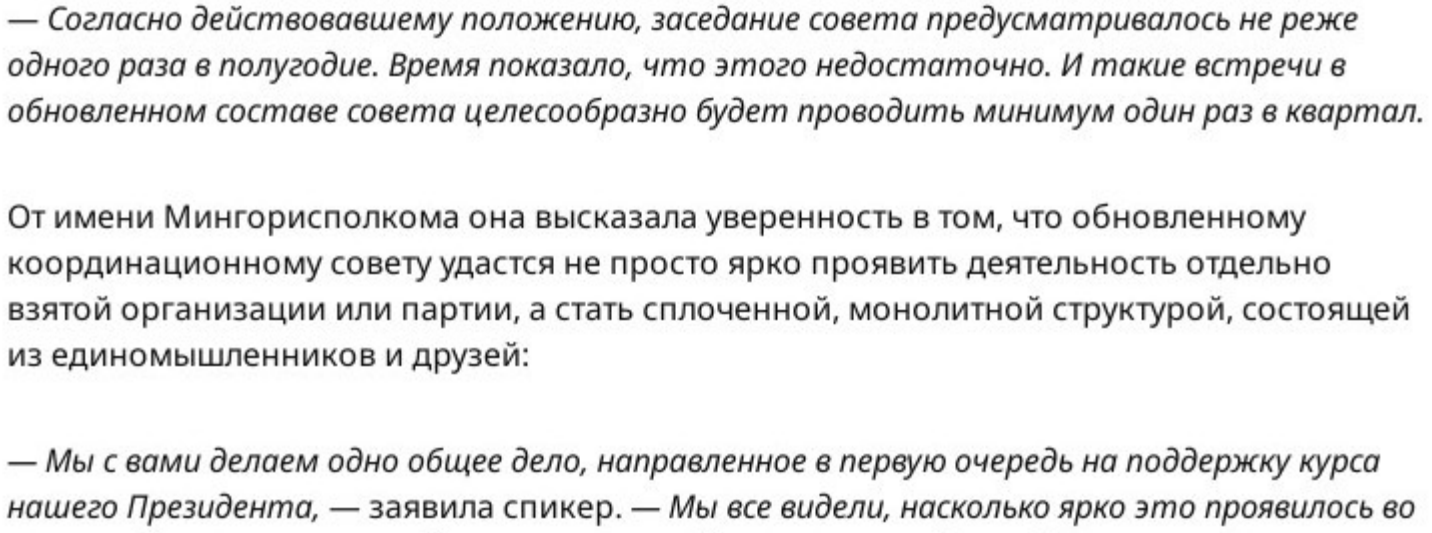 — Согласно действовавшему положению, заседание совета предусматривалось не реже
одного раза в полугодие. Время показало, что этого недостаточно. И такие встречи в
обновленном составе совета целесообразно будет проводить минимум один раз в квартал.
От имени Мингорисполкома она высказала уверенность в том, что обновленному
координационному совету удастся не просто ярко проявить деятельность отдельно
взятой организации или партии, а стать сплоченной, монолитной структурой, состоящей
из единомышленников и друзей:
— Мы с вами делаем одно общее дело, направленное в первую очередь на поддержку курса
нашего Президента, — заявила спикер. — Мы все видели, насколько ярко это проявилось во